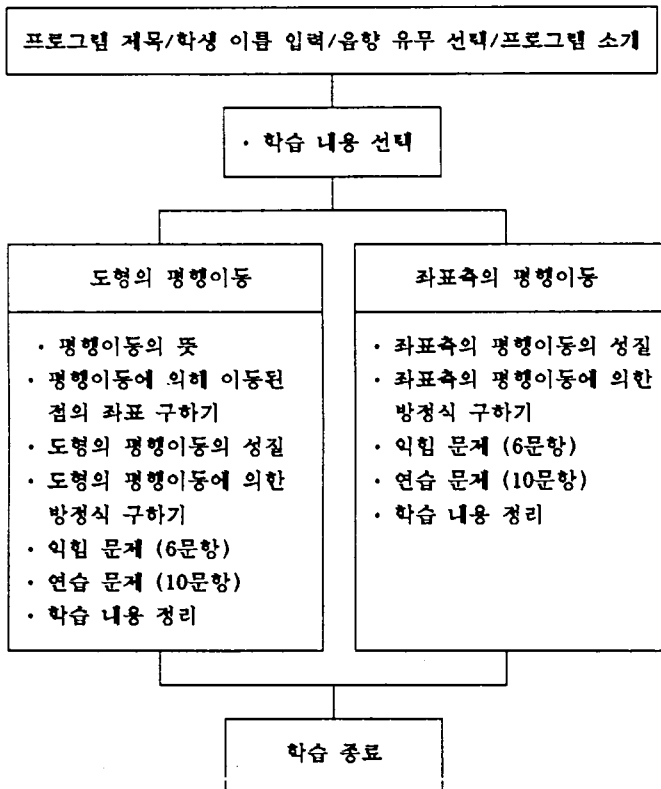 프로그램 제목/학생 이름 입력/음향 유무 선택/프로그램 소개
· 학습 내용 선택
도형의 평행이동
· 평행이동의 뜻
· 평행이동에 의해 이동된
점의 좌표 구하기
· 도형의 평행이동의 성질
· 도형의 평행이동에 의한
방정식 구하기
· 익힘 문제 (6문항)
· 연습 문제 (10문항)
· 학습 내용 정리
좌표축의 평행이동
· 좌표축의 평행이동의 성질
· 좌표축의 평행이동에 의한
방정식 구하기
· 익힘 문제 (6문항)
· 연습 문제 (10문항)
· 학습 내용 정리
학습 종료